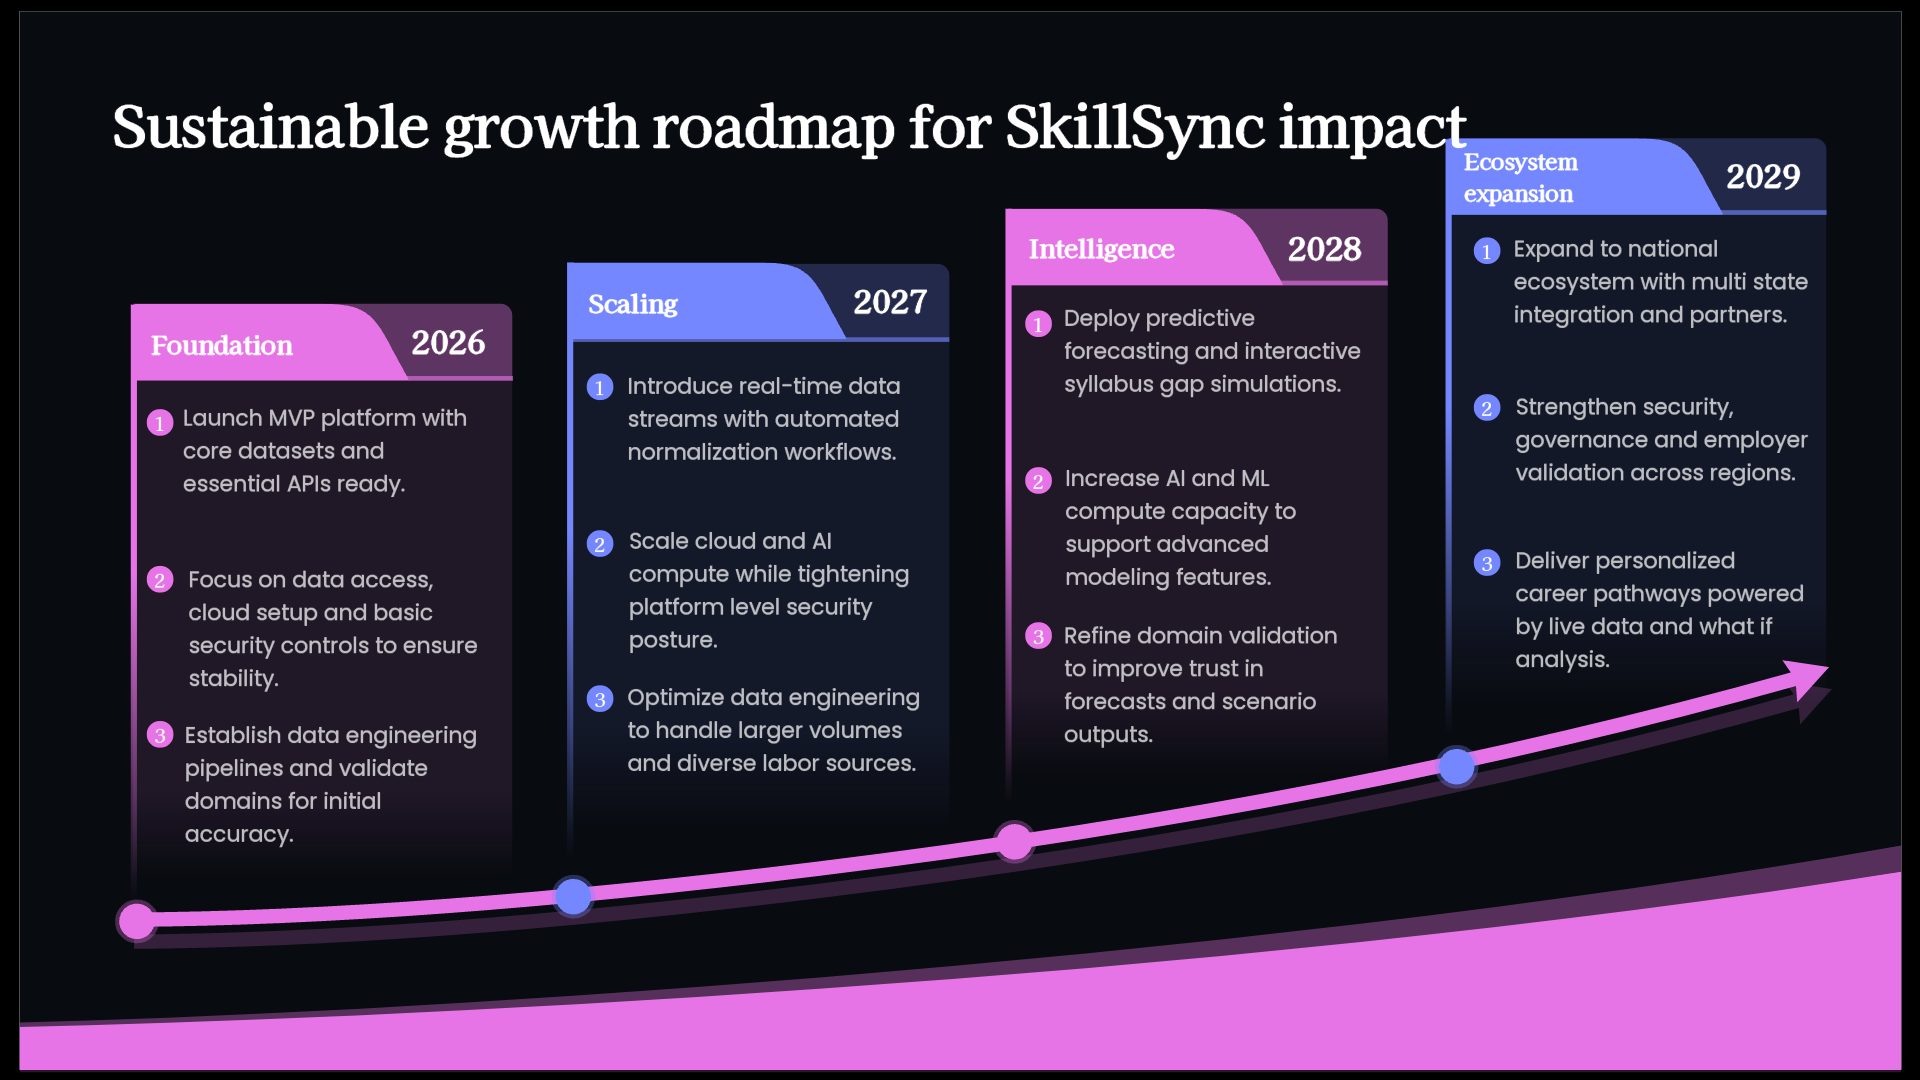 Sustainable growth roadmap for SkillSync impact
Foundation
2026
1
Launch MVP platform with
core datasets and
essential APIs ready.
2
Focus on data access,
cloud setup and basic
security controls to ensure
stability.
3
Establish data engineering
pipelines and validate
domains for initial
accuracy.
Scaling
2027
1
Introduce real-time data
streams with automated
normalization workflows.
2
Scale cloud and AI
compute while tightening
platform level security
posture.
3
Optimize data engineering
to handle larger volumes
and diverse labor sources.
Intelligence
2028
1
Deploy predictive
forecasting and interactive
syllabus gap simulations.
2
Increase AI and ML
compute capacity to
support advanced
modeling features.
3
Refine domain validation
to improve trust in
forecasts and scenario
outputs.
Ecosystem
expansion
2029
1
Expand to national
ecosystem with multi state
integration and partners.
2
Strengthen security,
governance and employer
validation across regions.
3
Deliver personalized
career pathways powered
by live data and what if
analysis.